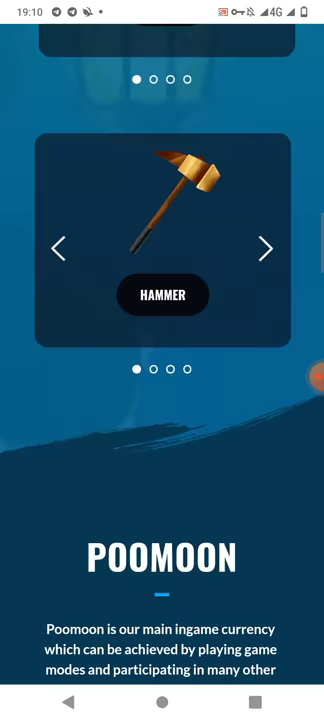 19:10
4G
HAMMER
POOMOON
Poomoon is our main ingame currency
which can be achieved by playing game
modes and participating in many other